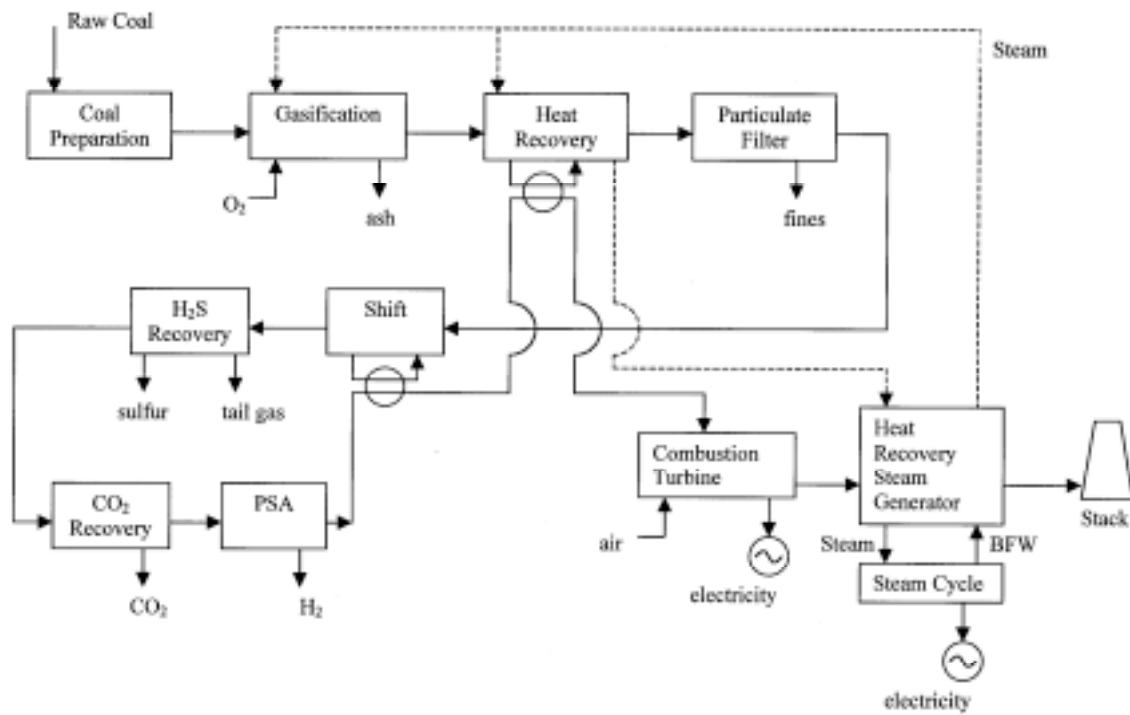 Raw Coal
Steam
Coal
Preparation
Gasification
Heat
Recovery
Particulate
Filter
O₂
ash
fines
H₂S
Recovery
Shift
sulfur
tail gas
Combustion
Turbine
Heat
Recovery
Steam
Generator
CO₂
Recovery
PSA
Stack
air
Steam
BFW
Steam Cycle
CO₂
H₂
electricity
electricity